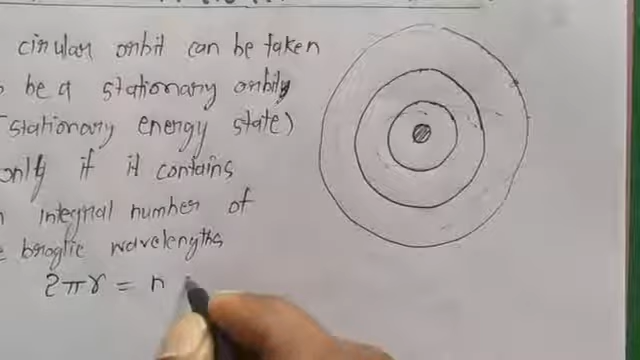 circular orbit can be taken
be a stationary orbit
(stationary energy state)
only if it contains
integral number of
broglie wavelengths
2πr = n